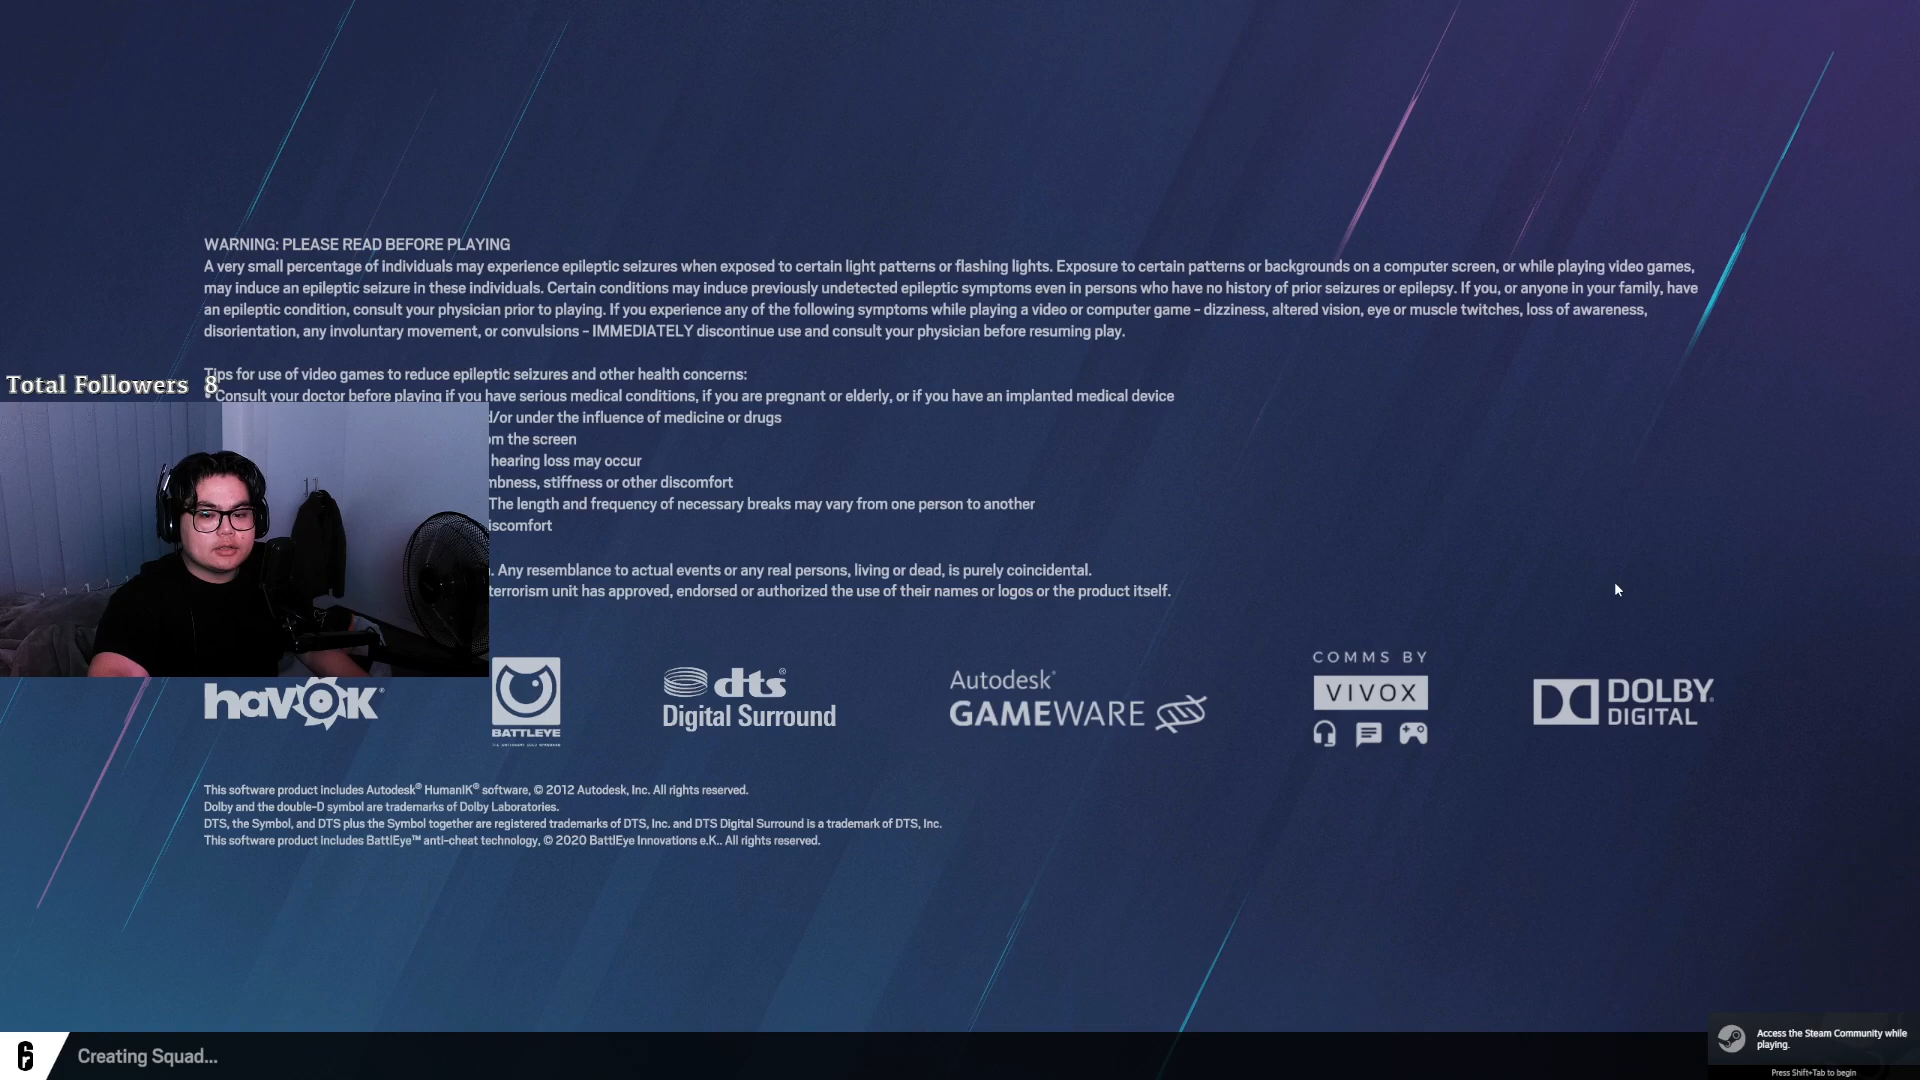 WARNING: PLEASE READ BEFORE PLAYING
A very small percentage of individuals may experience epileptic seizures when exposed to certain light patterns or flashing lights. Exposure to certain patterns or backgrounds on a computer screen, or while playing video games,
may induce an epileptic seizure in these individuals. Certain conditions may induce previously undetected epileptic symptoms even in persons who have no history of prior seizures or epilepsy. If you, or anyone in your family, have
an epileptic condition, consult your physician prior to playing. If you experience any of the following symptoms while playing a video or computer game - dizziness, altered vision, eye or muscle twitches, loss of awareness,
disorientation, any involuntary movement, or convulsions - IMMEDIATELY discontinue use and consult your physician before resuming play.
Tips for use of video games to reduce epileptic seizures and other health concerns:
Total Followers 8
• Consult your doctor before playing if you have serious medical conditions, if you are pregnant or elderly, or if you have an implanted medical device
/or under the influence of medicine or drugs
om the screen
hearing loss may occur
mbness, stiffness or other discomfort
The length and frequency of necessary breaks may vary from one person to another
iscomfort
. Any resemblance to actual events or any real persons, living or dead, is purely coincidental.
terrorism unit has approved, endorsed or authorized the use of their names or logos or the product itself.
havok®
BATTLEYE
dts®
Digital Surround
Autodesk®
GAMEWARE
COMMS BY
VIVOX
DOLBY®
DIGITAL
This software product includes Autodesk® HumanIK® software, © 2012 Autodesk, Inc. All rights reserved.
Dolby and the double-D symbol are trademarks of Dolby Laboratories.
DTS, the Symbol, and DTS plus the Symbol together are registered trademarks of DTS, Inc. and DTS Digital Surround is a trademark of DTS, Inc.
This software product includes BattlEye™ anti-cheat technology, © 2020 BattlEye Innovations e.K.. All rights reserved.
Creating Squad...
Access the Steam Community while
playing.
Press Shift+Tab to begin